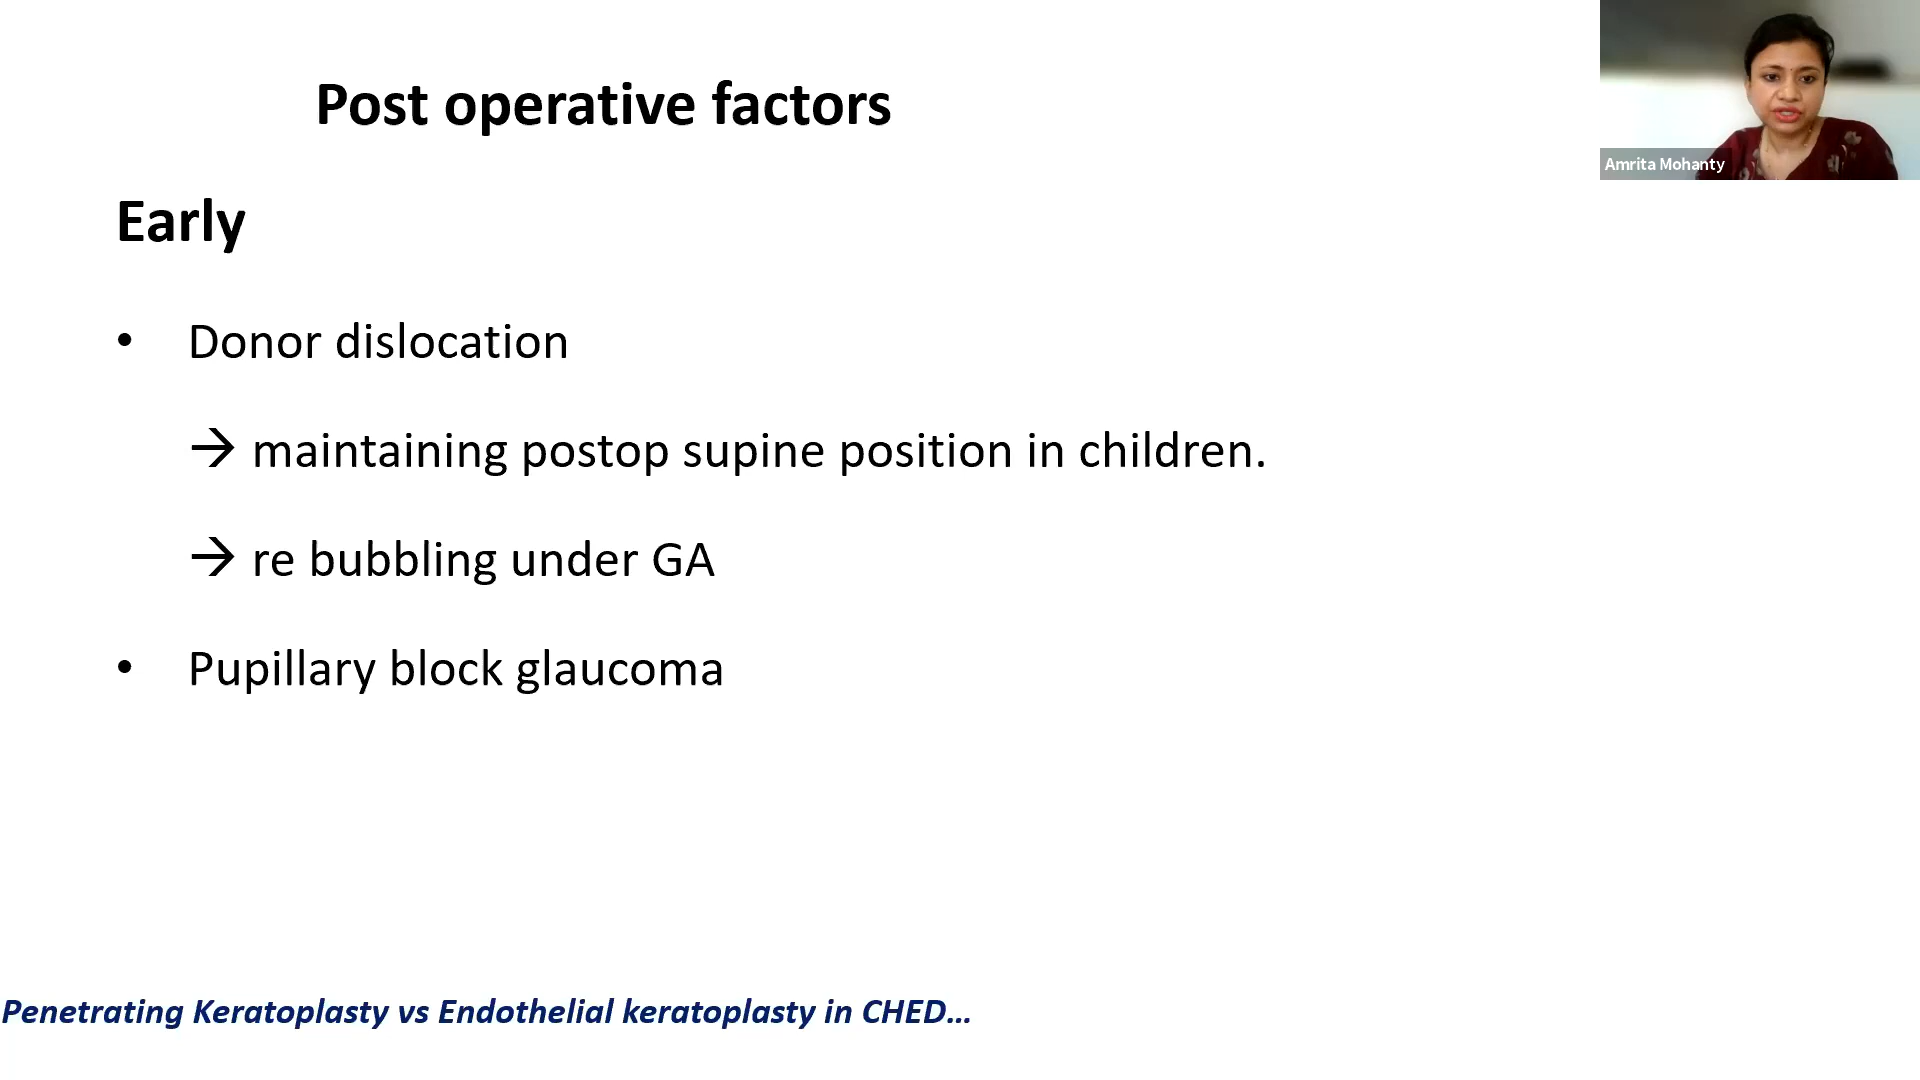 Post operative factors
Amrita Mohanty
Early
• Donor dislocation
→ maintaining postop supine position in children.
→ re bubbling under GA
• Pupillary block glaucoma
Penetrating Keratoplasty vs Endothelial keratoplasty in CHED...